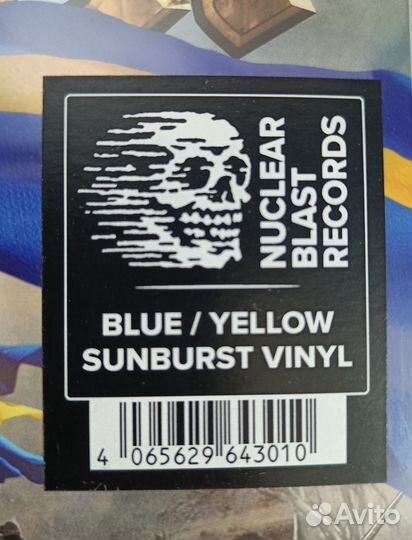 NUCLEAR
BLAST
RECORDS
BLUE / YELLOW
SUNBURST VINYL
4 065629 643010
Avito